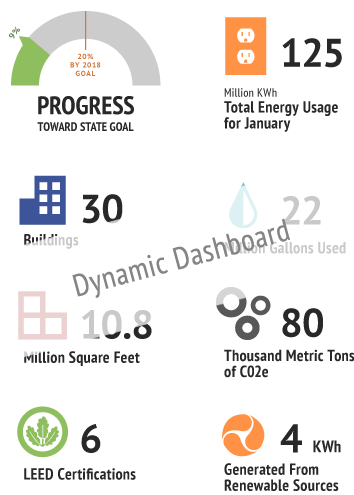 9%
20%
BY 2018
GOAL
PROGRESS
TOWARD STATE GOAL
125
Million KWh
Total Energy Usage
for January
30
Buildings
22
Million Gallons Used
Dynamic Dashboard
10.8
Million Square Feet
80
Thousand Metric Tons
of C02e
6
LEED Certifications
4 KWh
Generated From
Renewable Sources